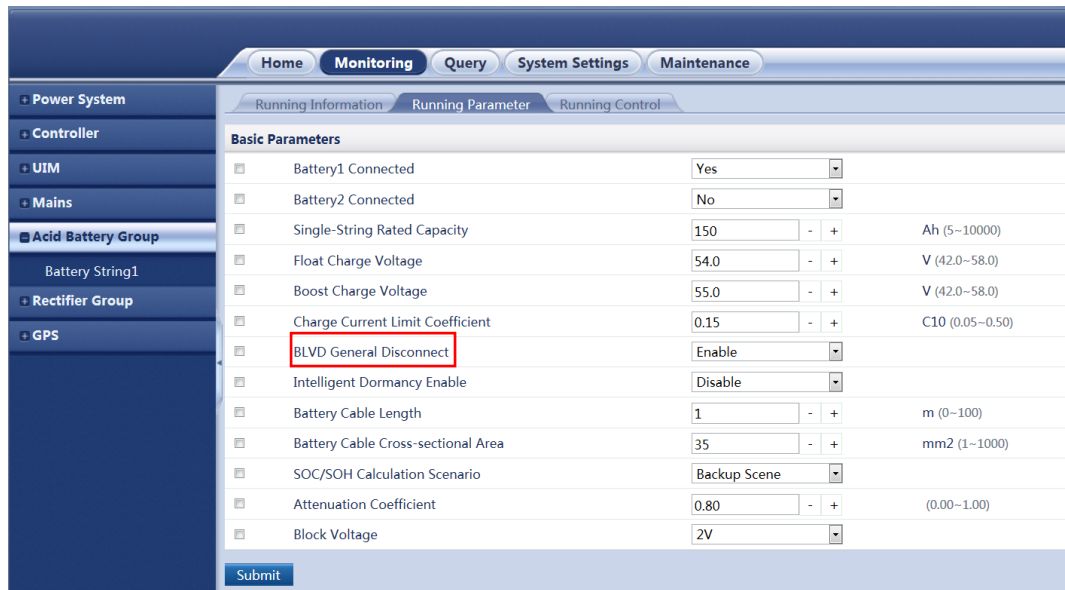 Home Monitoring Query System Settings Maintenance
Power System
Controller
UIM
Mains
Acid Battery Group
Battery String1
Rectifier Group
GPS
Running Information Running Parameter Running Control
Basic Parameters
Battery1 Connected Yes
Battery2 Connected No
Single-String Rated Capacity 150 - + Ah (5~10000)
Float Charge Voltage 54.0 - + V (42.0~58.0)
Boost Charge Voltage 55.0 - + V (42.0~58.0)
Charge Current Limit Coefficient 0.15 - + C10 (0.05~0.50)
BLVD General Disconnect Enable
Intelligent Dormancy Enable Disable
Battery Cable Length 1 - + m (0~100)
Battery Cable Cross-sectional Area 35 - + mm2 (1~1000)
SOC/SOH Calculation Scenario Backup Scene
Attenuation Coefficient 0.80 - + (0.00~1.00)
Block Voltage 2V
Submit